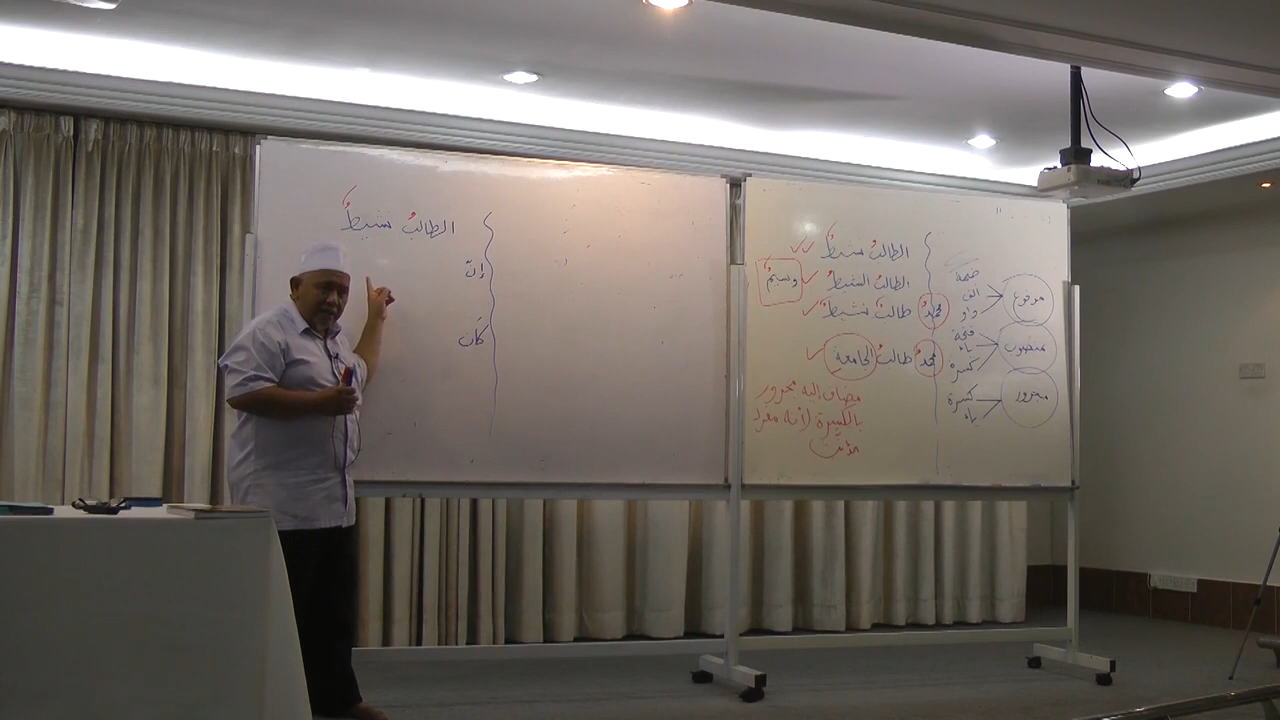 الطالبُ نشيطٌ
إنّ
كان
ضمة
الف
واو
مرفوع
فتحة
ياء
كسرة
منصوب
كسرة
ياء
مجرور
الطالبُ نشيطٌ
الطالبُ النشيطُ
وسيمٌ
محمدٌ طالبٌ نشيطٌ
محمدٌ طالبُ الجامعةِ
مضاف إليه مجرور
بالكسرة لأنه مفرد